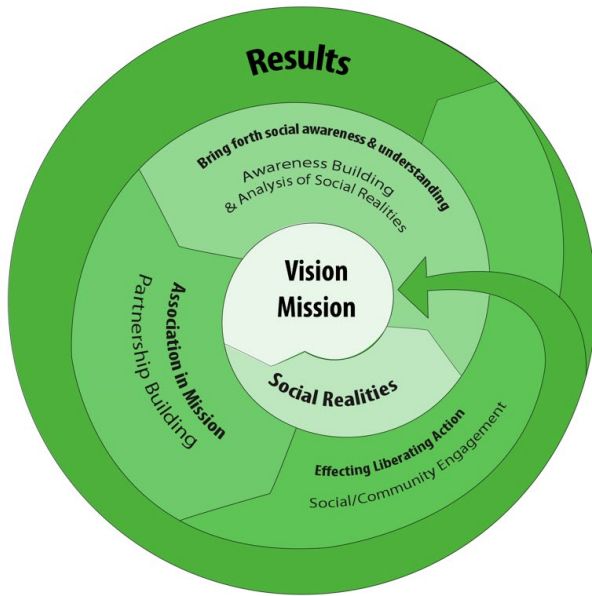 Results
Bring forth social awareness & understanding
Awareness Building
& Analysis of Social Realities
Vision
Mission
Social Realities
Association in Mission
Partnership Building
Effecting Liberating Action
Social/Community Engagement